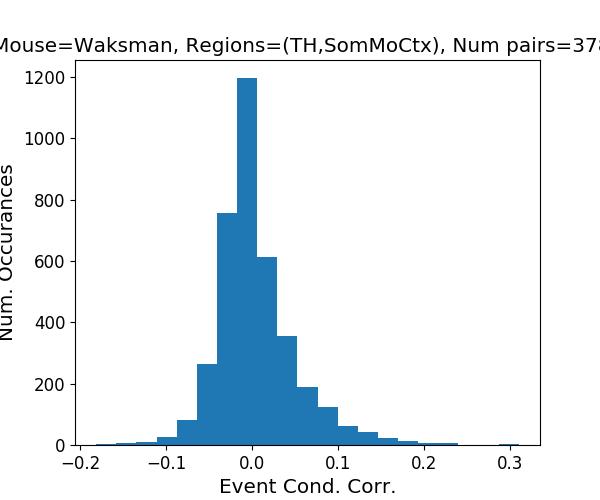 Mouse=Waksman, Regions=(TH,SomMoCtx), Num pairs=378
1200
1000
800
600
400
200
0
Num. Occurances
−0.2 −0.1 0.0 0.1 0.2 0.3
Event Cond. Corr.